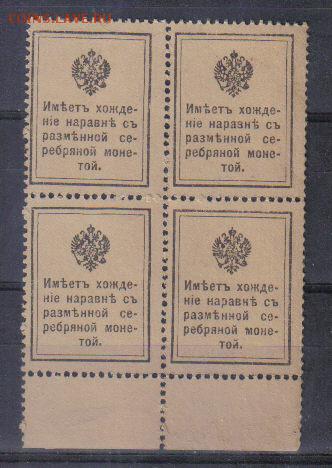 COINS.LAVE.RU
Имѣетъ хожде-
ніе наравнѣ съ
размѣнной се-
ребряной моне-
той.
Имѣетъ хожде-
ніе наразнѣ съ
размѣнной се-
ребряной моне-
той.
Имѣетъ хожде-
ніе наравнѣ съ
размѣнной се-
ребряной моне-
той.
Имѣетъ хожде-
ніе наравнѣ съ
размѣнной се-
ребряной моне-
той.